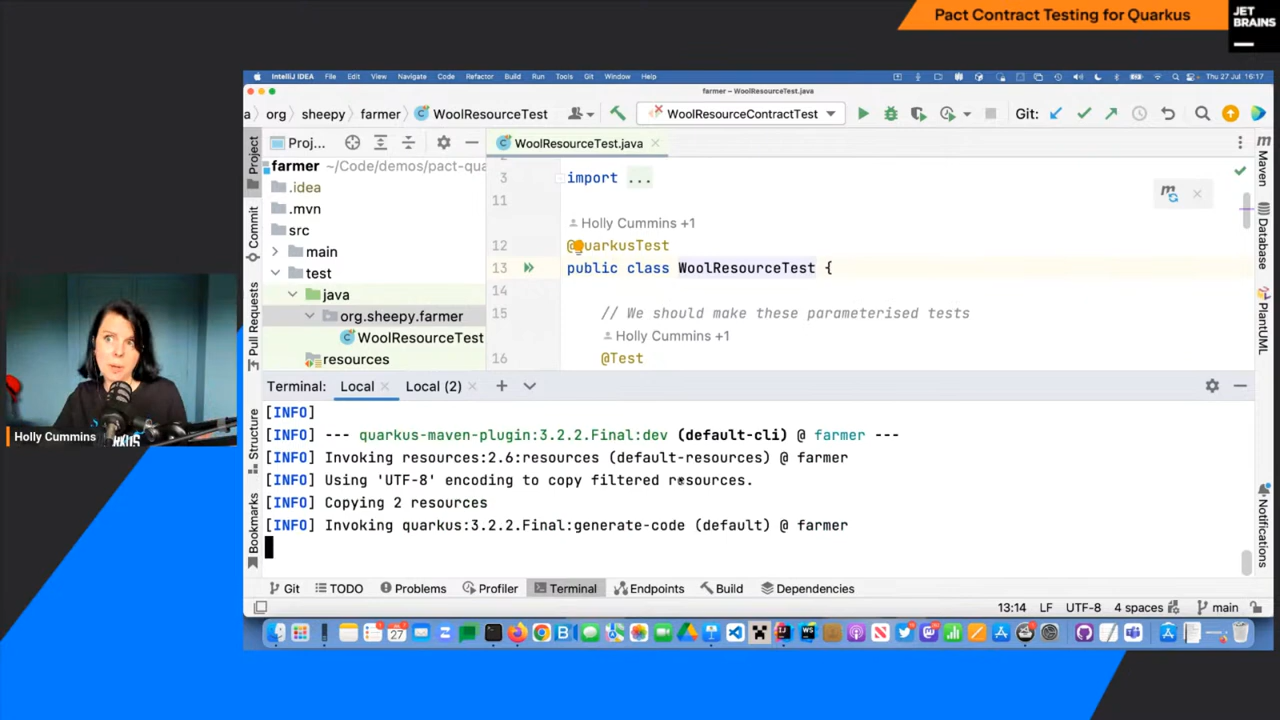 Pact Contract Testing for Quarkus
JET
BRAINS
IntelliJ IDEA File Edit View Navigate Code Refactor Build Run Tools Git Window Help
Thu 27 Jul 16:17
farmer – WoolResourceTest.java
a org sheepy farmer WoolResourceTest
WoolResourceContractTest
Git:
Proj...
WoolResourceTest.java
farmer ~/Code/demos/pact-qua
.idea
.mvn
src
main
test
java
org.sheepy.farmer
WoolResourceTest
resources
3 import ...
11
Holly Cummins +1
12 @QuarkusTest
13 public class WoolResourceTest {
14
15 // We should make these parameterised tests
Holly Cummins +1
16 @Test
Project
Commit
Pull Requests
Structure
Bookmarks
Maven
Database
PlantUML
Notifications
Terminal: Local Local (2)
[INFO]
[INFO] --- quarkus-maven-plugin:3.2.2.Final:dev (default-cli) @ farmer ---
[INFO] Invoking resources:2.6:resources (default-resources) @ farmer
[INFO] Using 'UTF-8' encoding to copy filtered resources.
[INFO] Copying 2 resources
[INFO] Invoking quarkus:3.2.2.Final:generate-code (default) @ farmer
Git TODO Problems Profiler Terminal Endpoints Build Dependencies
13:14 LF UTF-8 4 spaces main
Holly Cummins